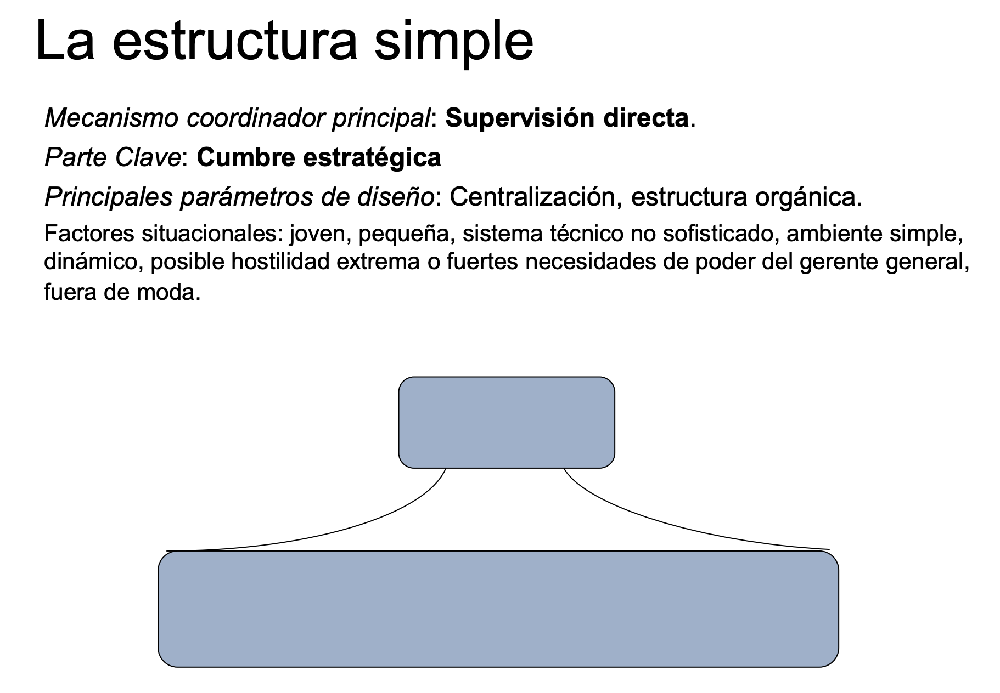 La estructura simple
Mecanismo coordinador principal: Supervisión directa.
Parte Clave: Cumbre estratégica
Principales parámetros de diseño: Centralización, estructura orgánica.
Factores situacionales: joven, pequeña, sistema técnico no sofisticado, ambiente simple,
dinámico, posible hostilidad extrema o fuertes necesidades de poder del gerente general,
fuera de moda.